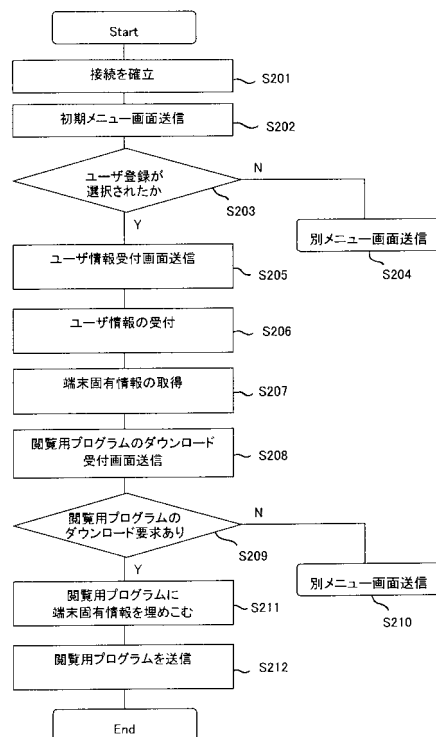 Start
接続を確立
S201
初期メニュー画面送信
S202
ユーザ登録が
選択されたか
N
S203
Y
別メニュー画面送信
S204
ユーザ情報受付画面送信
S205
ユーザ情報の受付
S206
端末固有情報の取得
S207
閲覧用プログラムのダウンロード
受付画面送信
S208
閲覧用プログラムの
ダウンロード要求あり
N
S209
Y
別メニュー画面送信
S210
閲覧用プログラムに
端末固有情報を埋めこむ
S211
閲覧用プログラムを送信
S212
End